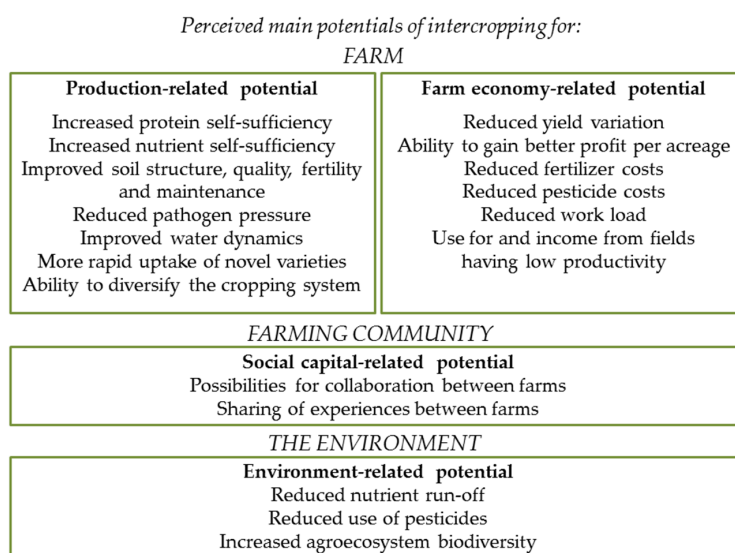 Perceived main potentials of intercropping for:
FARM
Production-related potential
Increased protein self-sufficiency
Increased nutrient self-sufficiency
Improved soil structure, quality, fertility
and maintenance
Reduced pathogen pressure
Improved water dynamics
More rapid uptake of novel varieties
Ability to diversify the cropping system
Farm economy-related potential
Reduced yield variation
Ability to gain better profit per acreage
Reduced fertilizer costs
Reduced pesticide costs
Reduced work load
Use for and income from fields
having low productivity
FARMING COMMUNITY
Social capital-related potential
Possibilities for collaboration between farms
Sharing of experiences between farms
THE ENVIRONMENT
Environment-related potential
Reduced nutrient run-off
Reduced use of pesticides
Increased agroecosystem biodiversity